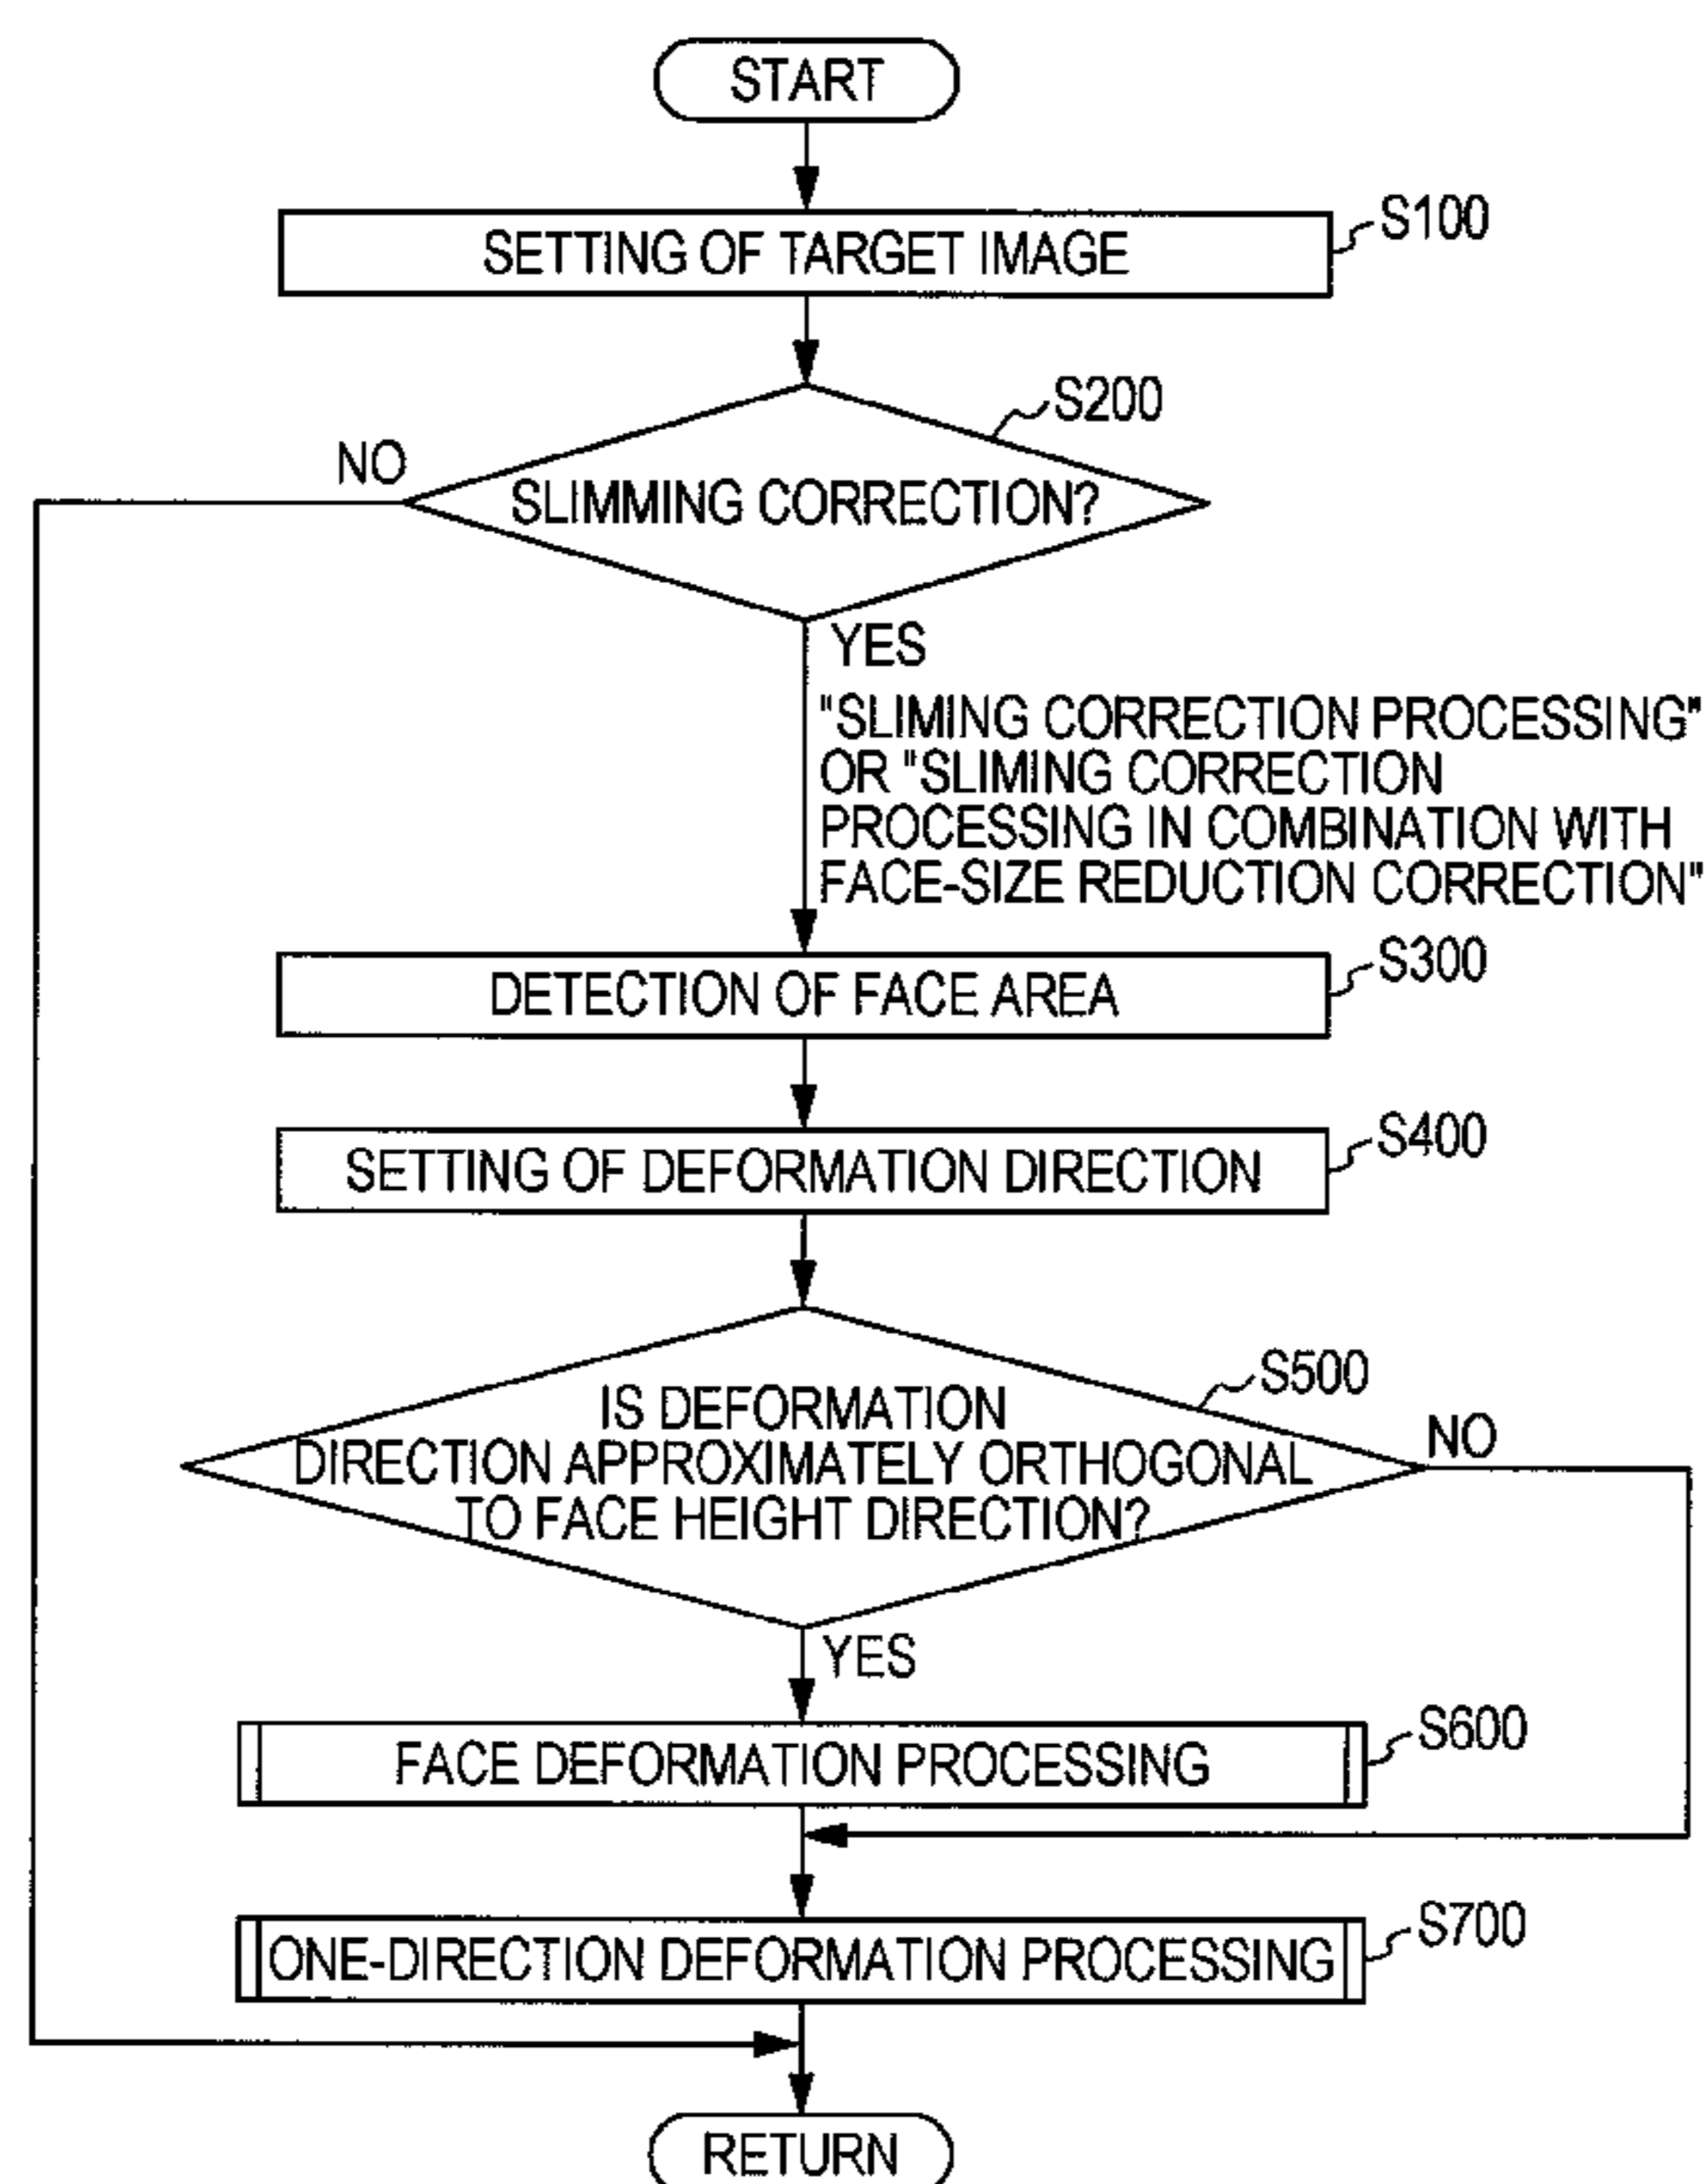 START
SETTING OF TARGET IMAGE
S100
S200
NO
SLIMMING CORRECTION?
YES
"SLIMING CORRECTION PROCESSING"
OR "SLIMING CORRECTION
PROCESSING IN COMBINATION WITH
FACE-SIZE REDUCTION CORRECTION"
DETECTION OF FACE AREA
S300
SETTING OF DEFORMATION DIRECTION
S400
S500
IS DEFORMATION
DIRECTION APPROXIMATELY ORTHOGONAL
TO FACE HEIGHT DIRECTION?
NO
YES
FACE DEFORMATION PROCESSING
S600
ONE-DIRECTION DEFORMATION PROCESSING
S700
RETURN